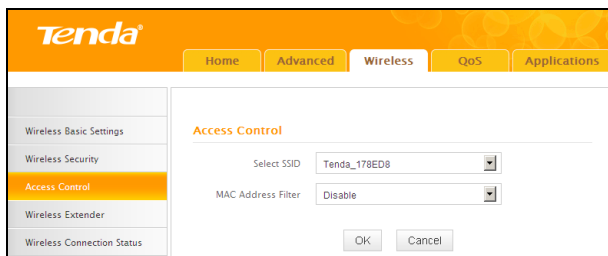 Tenda®
Home Advanced Wireless QoS Applications
Wireless Basic Settings
Wireless Security
Access Control
Wireless Extender
Wireless Connection Status
Access Control
Select SSID Tenda_178ED8
MAC Address Filter Disable
OK Cancel